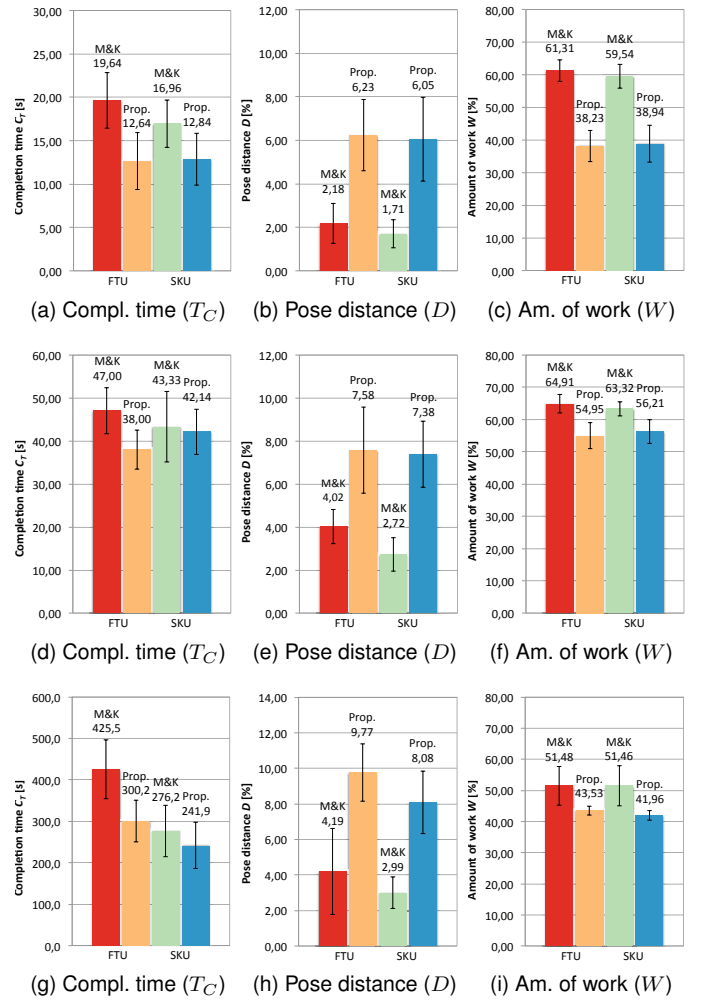 30,00
25,00
20,00
15,00
10,00
5,00
0,00
Completion time C_T [s]
M&K
19,64
Prop.
12,64
M&K
16,96
Prop.
12,84
FTU SKU
(a) Compl. time (T_C)
12,00
10,00
8,00
6,00
4,00
2,00
0,00
Pose distance D [%]
M&K
2,18
Prop.
6,23
M&K
1,71
Prop.
6,05
FTU SKU
(b) Pose distance (D)
80,00
70,00
60,00
50,00
40,00
30,00
20,00
10,00
0,00
Amount of work W [%]
M&K
61,31
Prop.
38,23
M&K
59,54
Prop.
38,94
FTU SKU
(c) Am. of work (W)
60,00
50,00
40,00
30,00
20,00
10,00
0,00
Completion time C_T [s]
M&K
47,00
Prop.
38,00
M&K
43,33
Prop.
42,14
FTU SKU
(d) Compl. time (T_C)
12,00
10,00
8,00
6,00
4,00
2,00
0,00
Pose distance D [%]
M&K
4,02
Prop.
7,58
M&K
2,72
Prop.
7,38
FTU SKU
(e) Pose distance (D)
80,00
70,00
60,00
50,00
40,00
30,00
20,00
10,00
0,00
Amount of work W [%]
M&K
64,91
Prop.
54,95
M&K
63,32
Prop.
56,21
FTU SKU
(f) Am. of work (W)
600,0
500,0
400,0
300,0
200,0
100,0
0,0
Completion time C_T [s]
M&K
425,5
Prop.
300,2
M&K
276,2
Prop.
241,9
FTU SKU
(g) Compl. time (T_C)
14,00
12,00
10,00
8,00
6,00
4,00
2,00
0,00
Pose distance D [%]
M&K
4,19
Prop.
9,77
M&K
2,99
Prop.
8,08
FTU SKU
(h) Pose distance (D)
80,00
70,00
60,00
50,00
40,00
30,00
20,00
10,00
0,00
Amount of work W [%]
M&K
51,48
Prop.
43,53
M&K
51,46
Prop.
41,96
FTU SKU
(i) Am. of work (W)